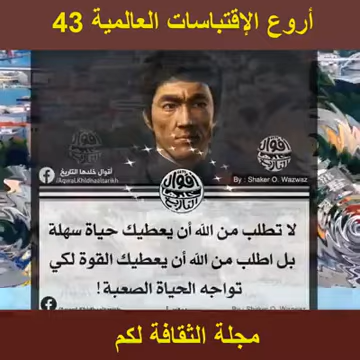 أروع الإقتباسات العالمية 43
أقوال خلدها التاريخ
/AqwalKhldhaaltarikh
By : Shaker O. Wazwaz
لا تطلب من الله أن يعطيك حياة سهلة
بل اطلب من الله أن يعطيك القوة لكي
تواجه الحياة الصعبة!
مجلة الثقافة لكم